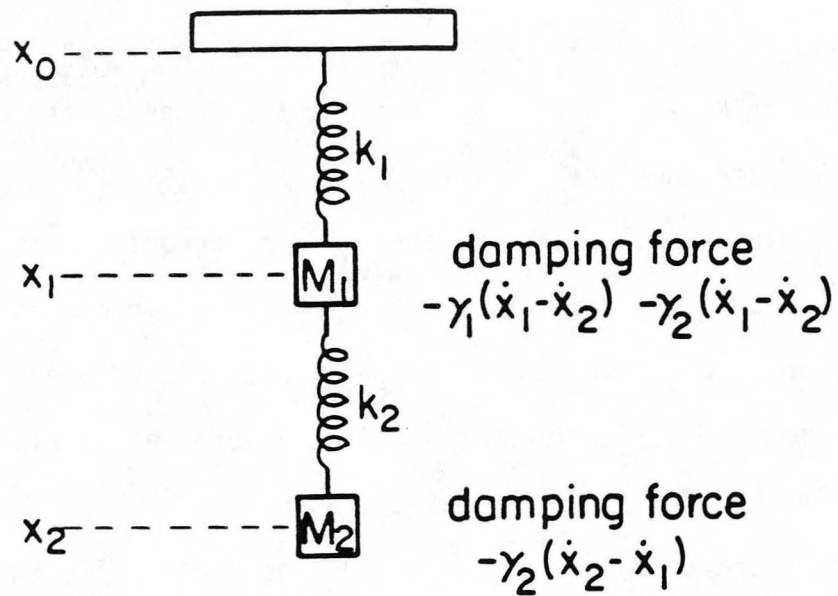 x₀
k₁
damping force
x₁ M₁ -γ₁(ẋ₁-ẋ₂) -γ₂(ẋ₁-ẋ₂)
k₂
damping force
x₂ M₂ -γ₂(ẋ₂-ẋ₁)